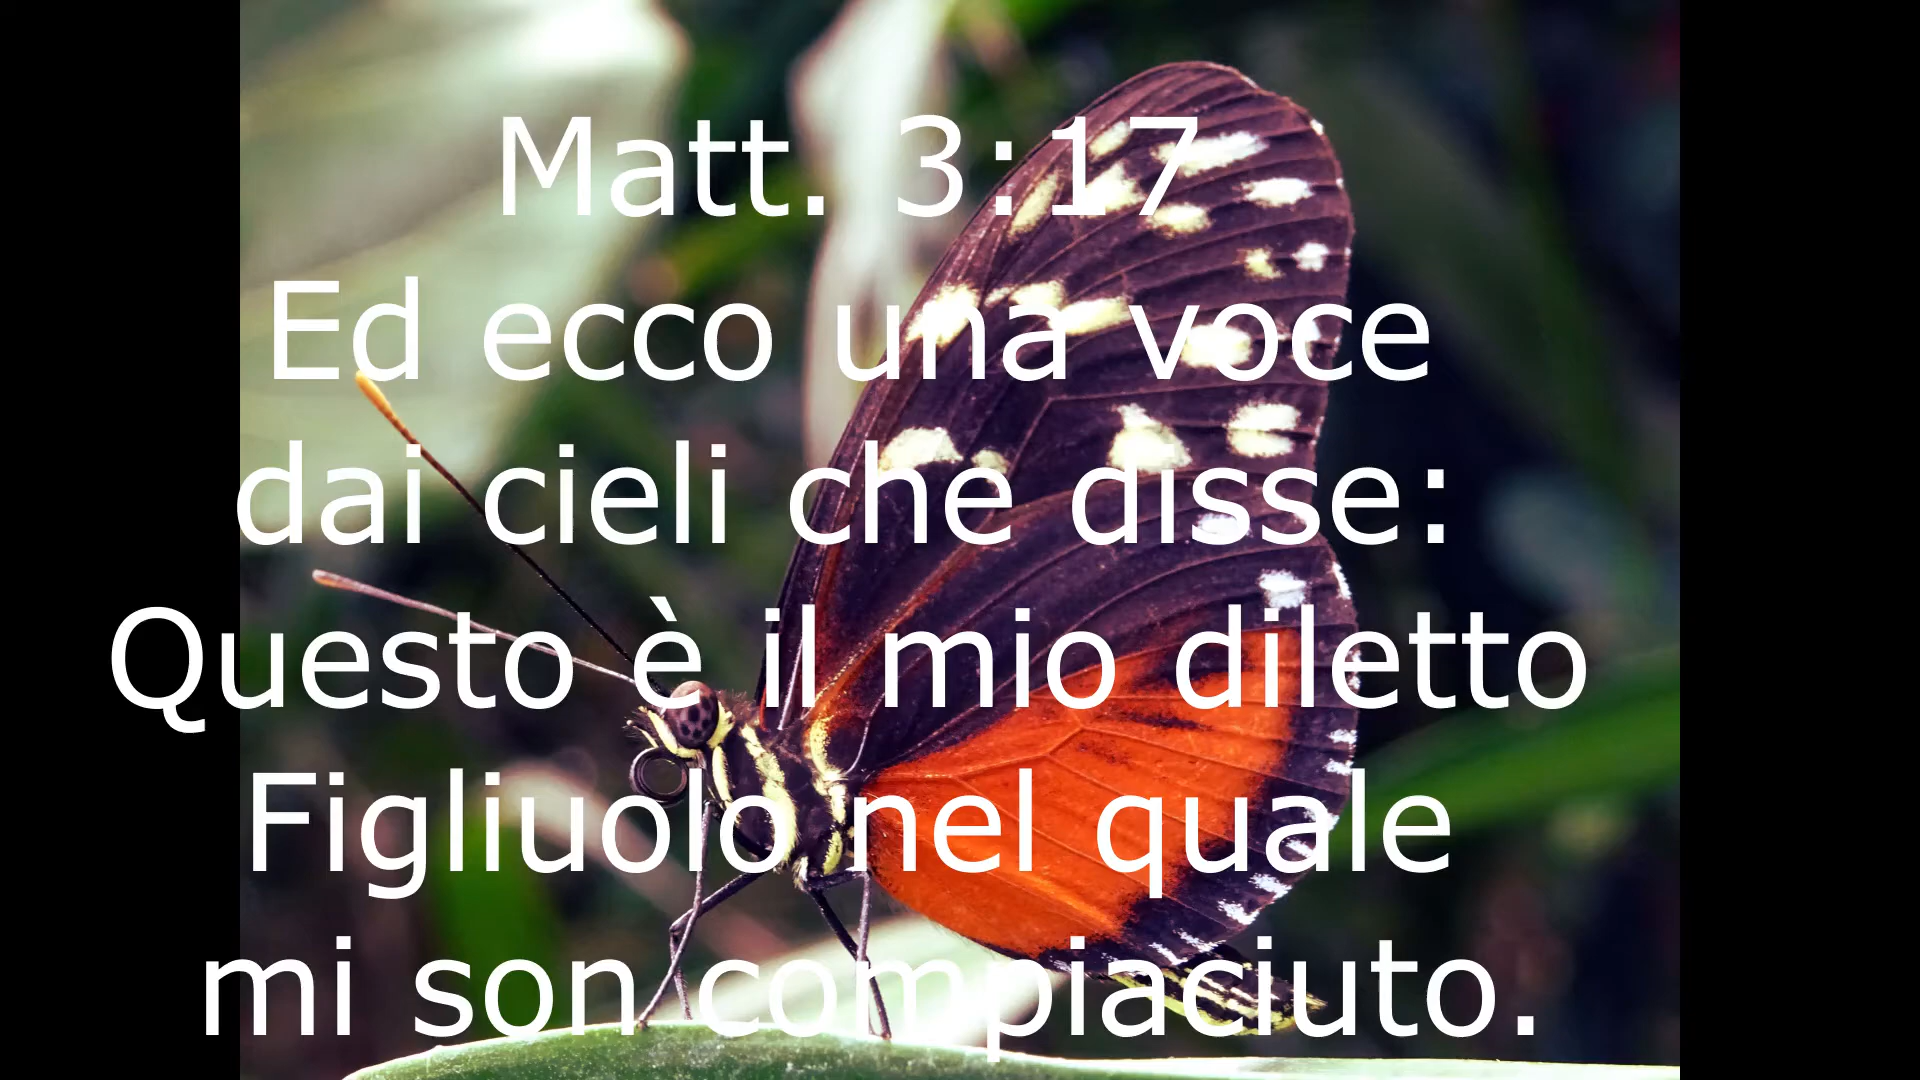 Matt. 3:17
Ed ecco una voce
dai cieli che disse:
Questo è il mio diletto
Figliuolo nel quale
mi son compiaciuto.